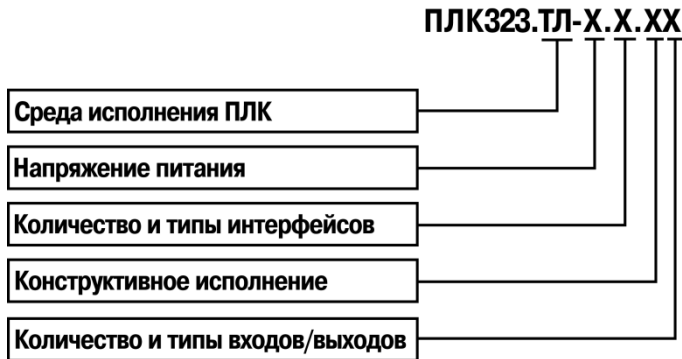 ПЛК323.ТЛ-Х.Х.ХХ
Среда исполнения ПЛК
Напряжение питания
Количество и типы интерфейсов
Конструктивное исполнение
Количество и типы входов/выходов